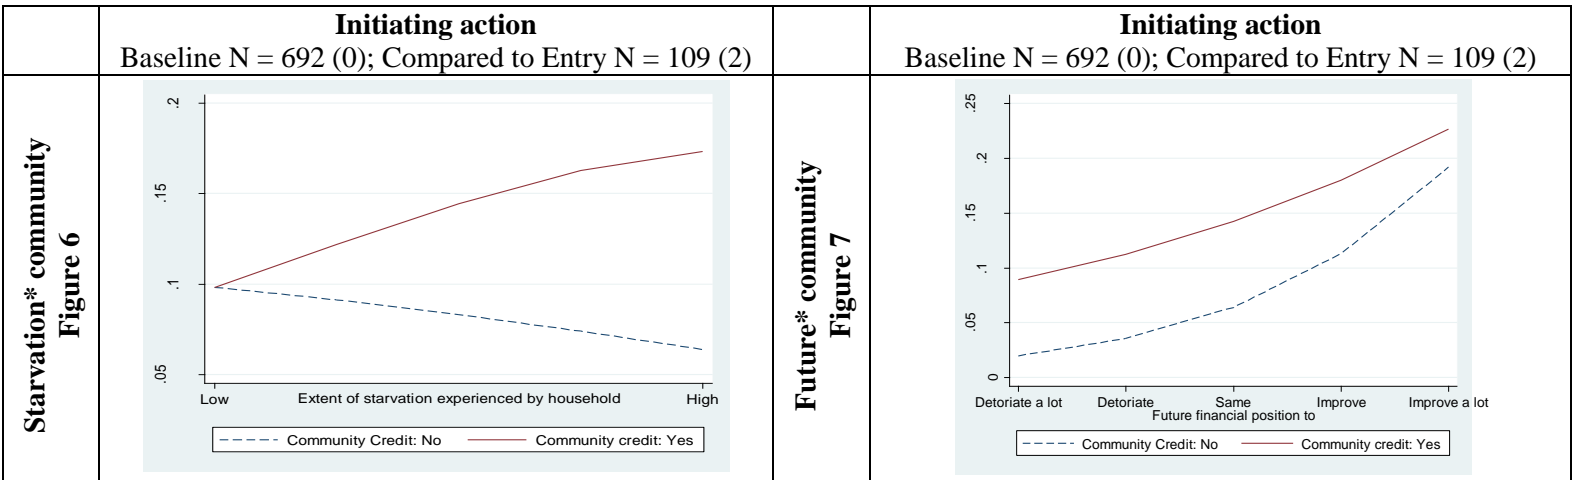 Initiating action
Baseline N = 692 (0); Compared to Entry N = 109 (2)
Initiating action
Baseline N = 692 (0); Compared to Entry N = 109 (2)
Starvation* community
Figure 6
.2
.15
.1
.05
Low
Extent of starvation experienced by household
High
Community Credit: No
Community credit: Yes
Future* community
Figure 7
.25
.2
.15
.1
.05
0
Detoriate a lot
Detoriate
Same
Improve
Improve a lot
Future financial position to
Community Credit: No
Community credit: Yes